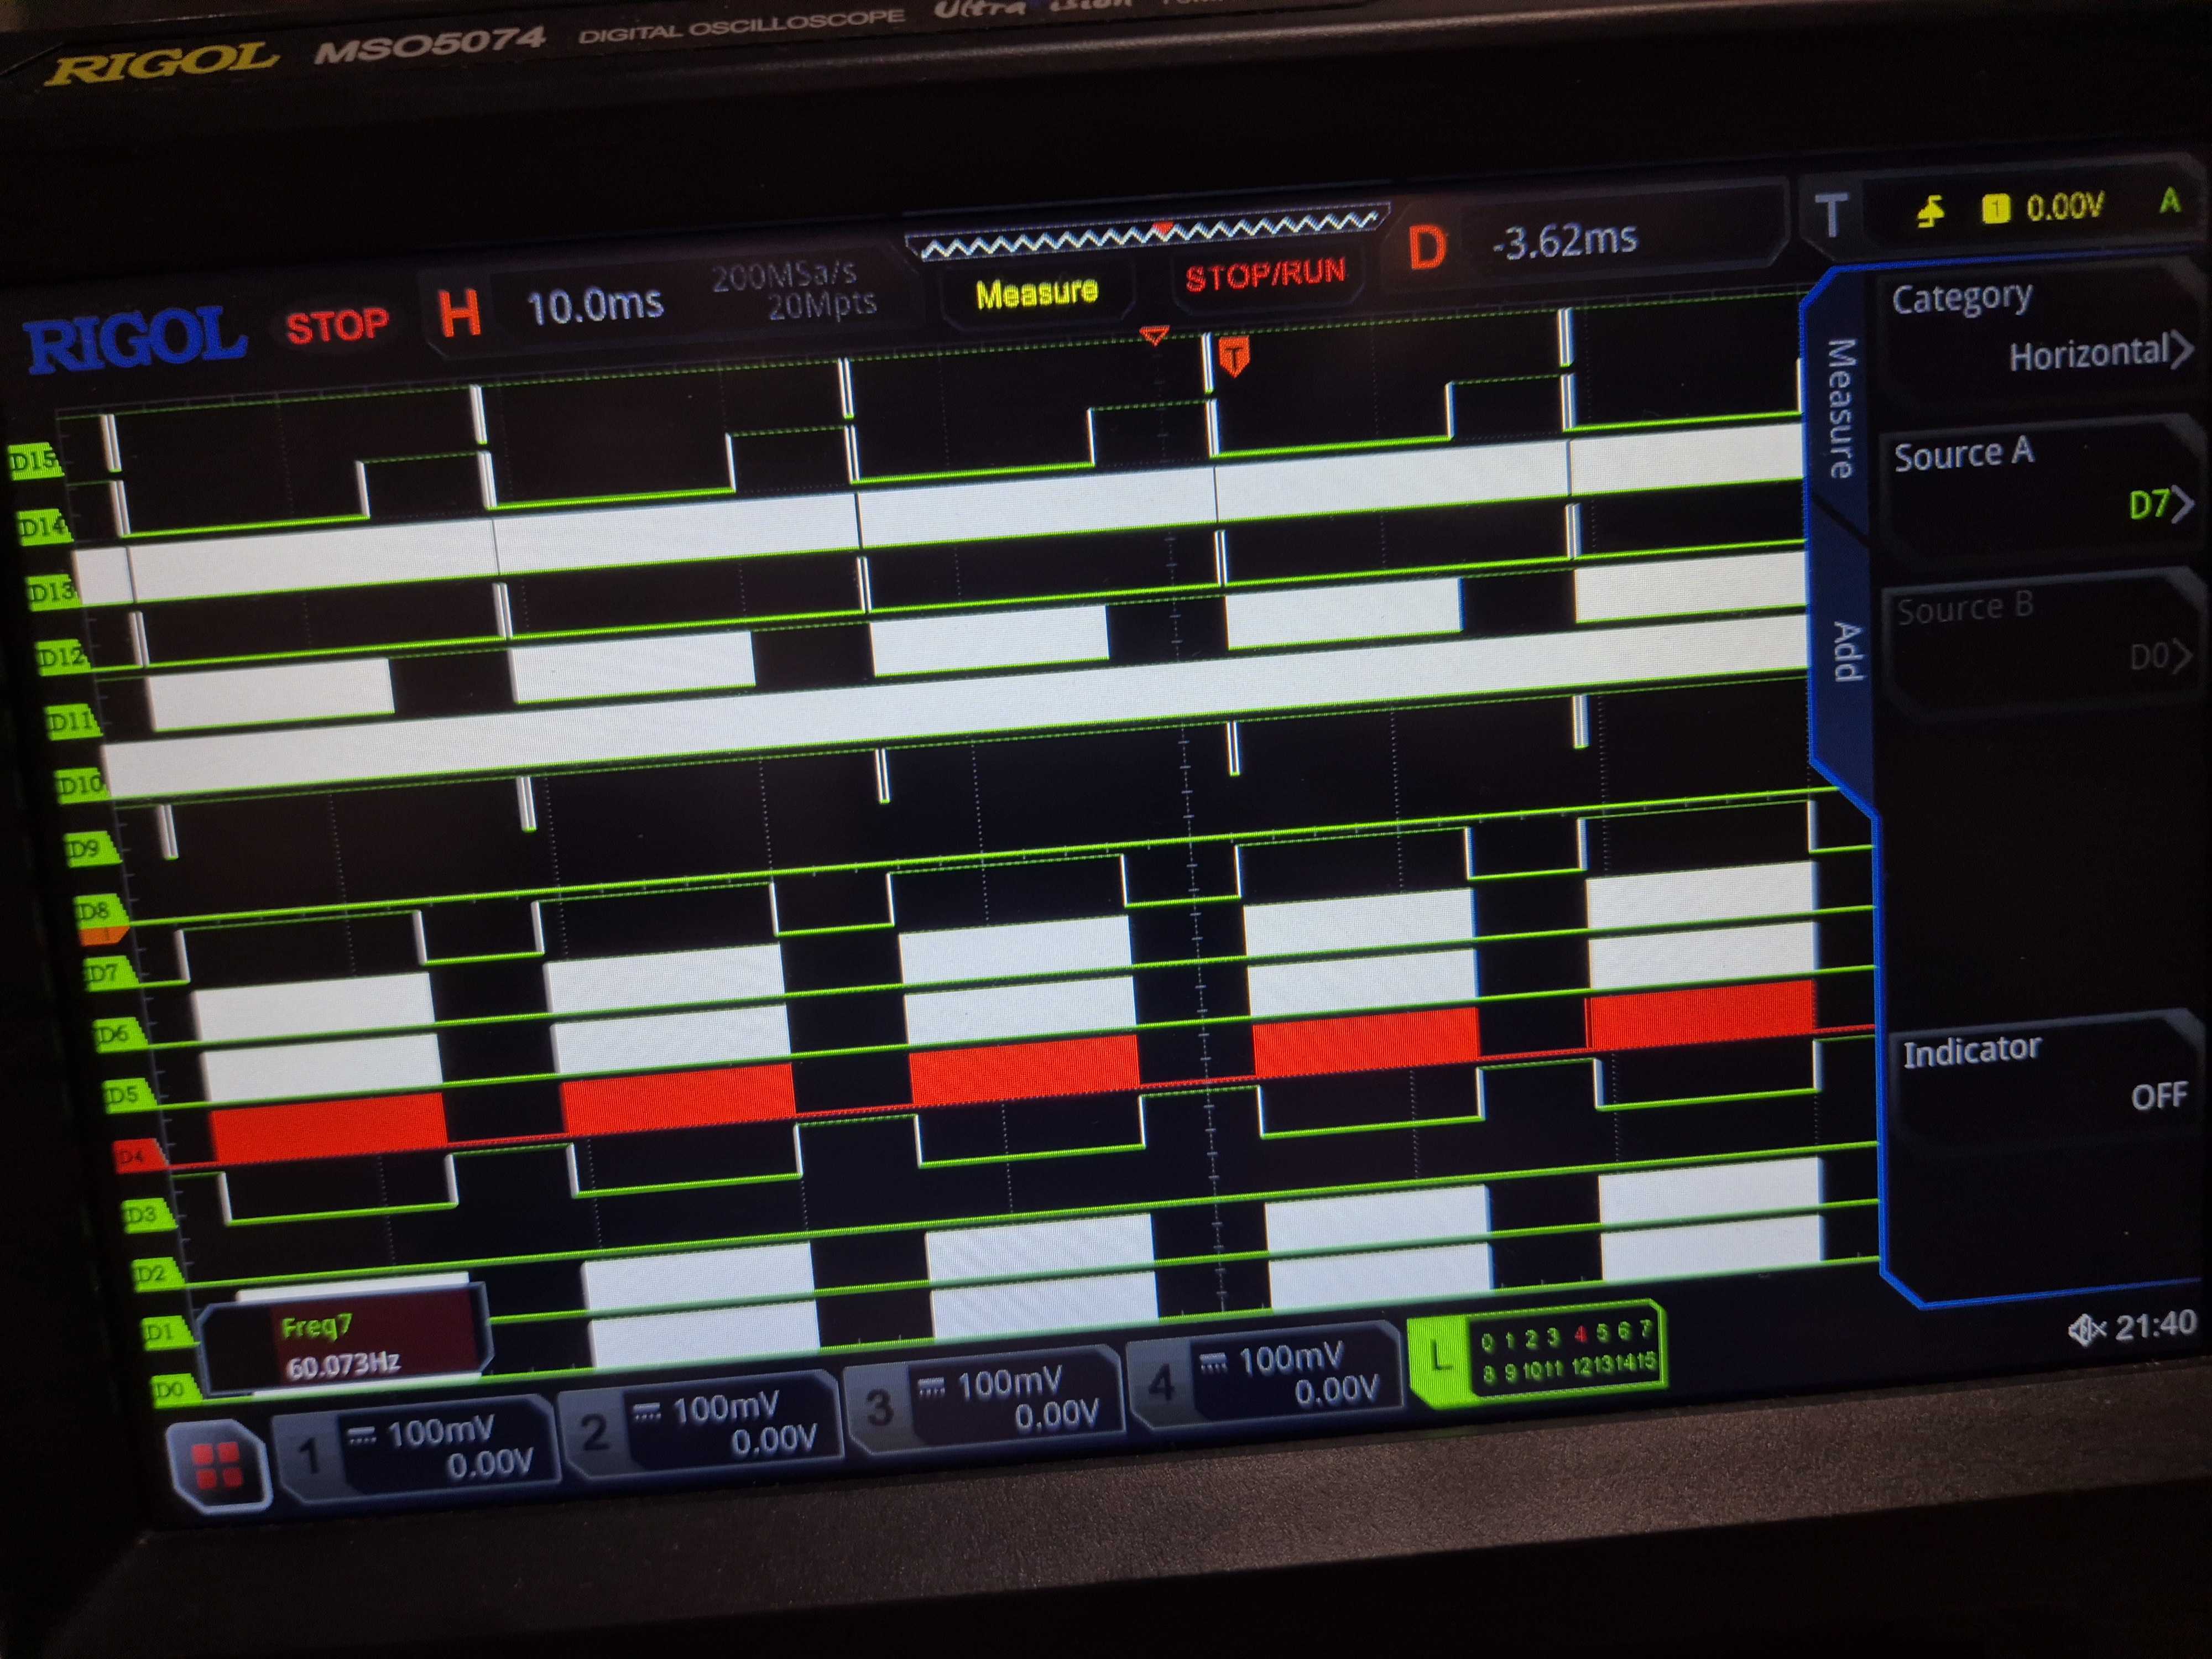 RIGOL MSO5074 DIGITAL OSCILLOSCOPE
RIGOL STOP H 10.0ms 200MSa/s 20Mpts Measure STOP/RUN D -3.62ms T 1 0.00V A
T
D15
D14
D13
D12
D11
D10
D9
D8
D7
D6
D5
D4
D3
D2
D1
D0
Measure
Add
Category
Horizontal
Source A
D7
Source B
D0
Indicator
OFF
Freq7
60.073Hz
1 100mV
0.00V
2 100mV
0.00V
3 100mV
0.00V
4 100mV
0.00V
L 0 1 2 3 4 5 6 7
8 9 10 11 12 13 14 15
21:40